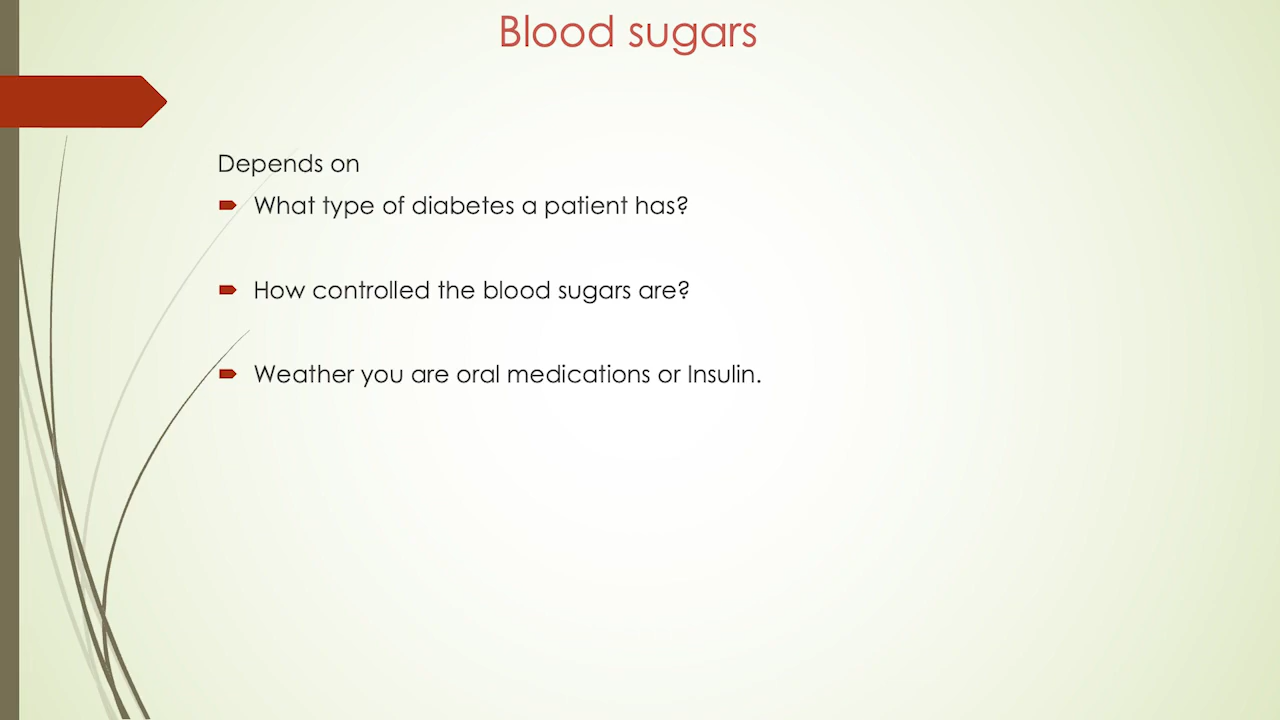 Blood sugars
Depends on
What type of diabetes a patient has?
How controlled the blood sugars are?
Weather you are oral medications or Insulin.